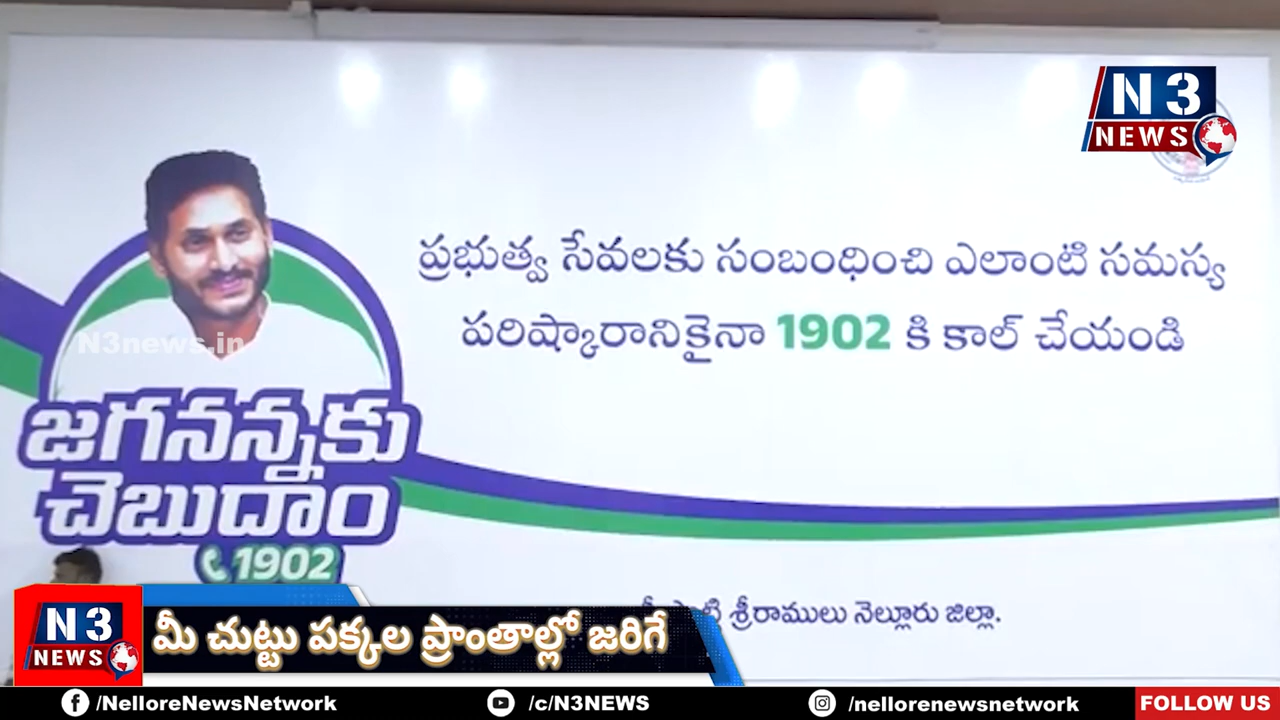 N3
NEWS
ప్రభుత్వ సేవలకు సంబంధించి ఎలాంటి సమస్య
పరిష్కారానికైనా 1902 కి కాల్ చేయండి
N3news.in
జగనన్నకు
చెబుదాం
1902
శ్రీరాములు నెల్లూరు జిల్లా.
N3
NEWS
మీ చుట్టు పక్కల ప్రాంతాల్లో జరిగే
/NelloreNewsNetwork
/c/N3NEWS
/nellorenewsnetwork
FOLLOW US